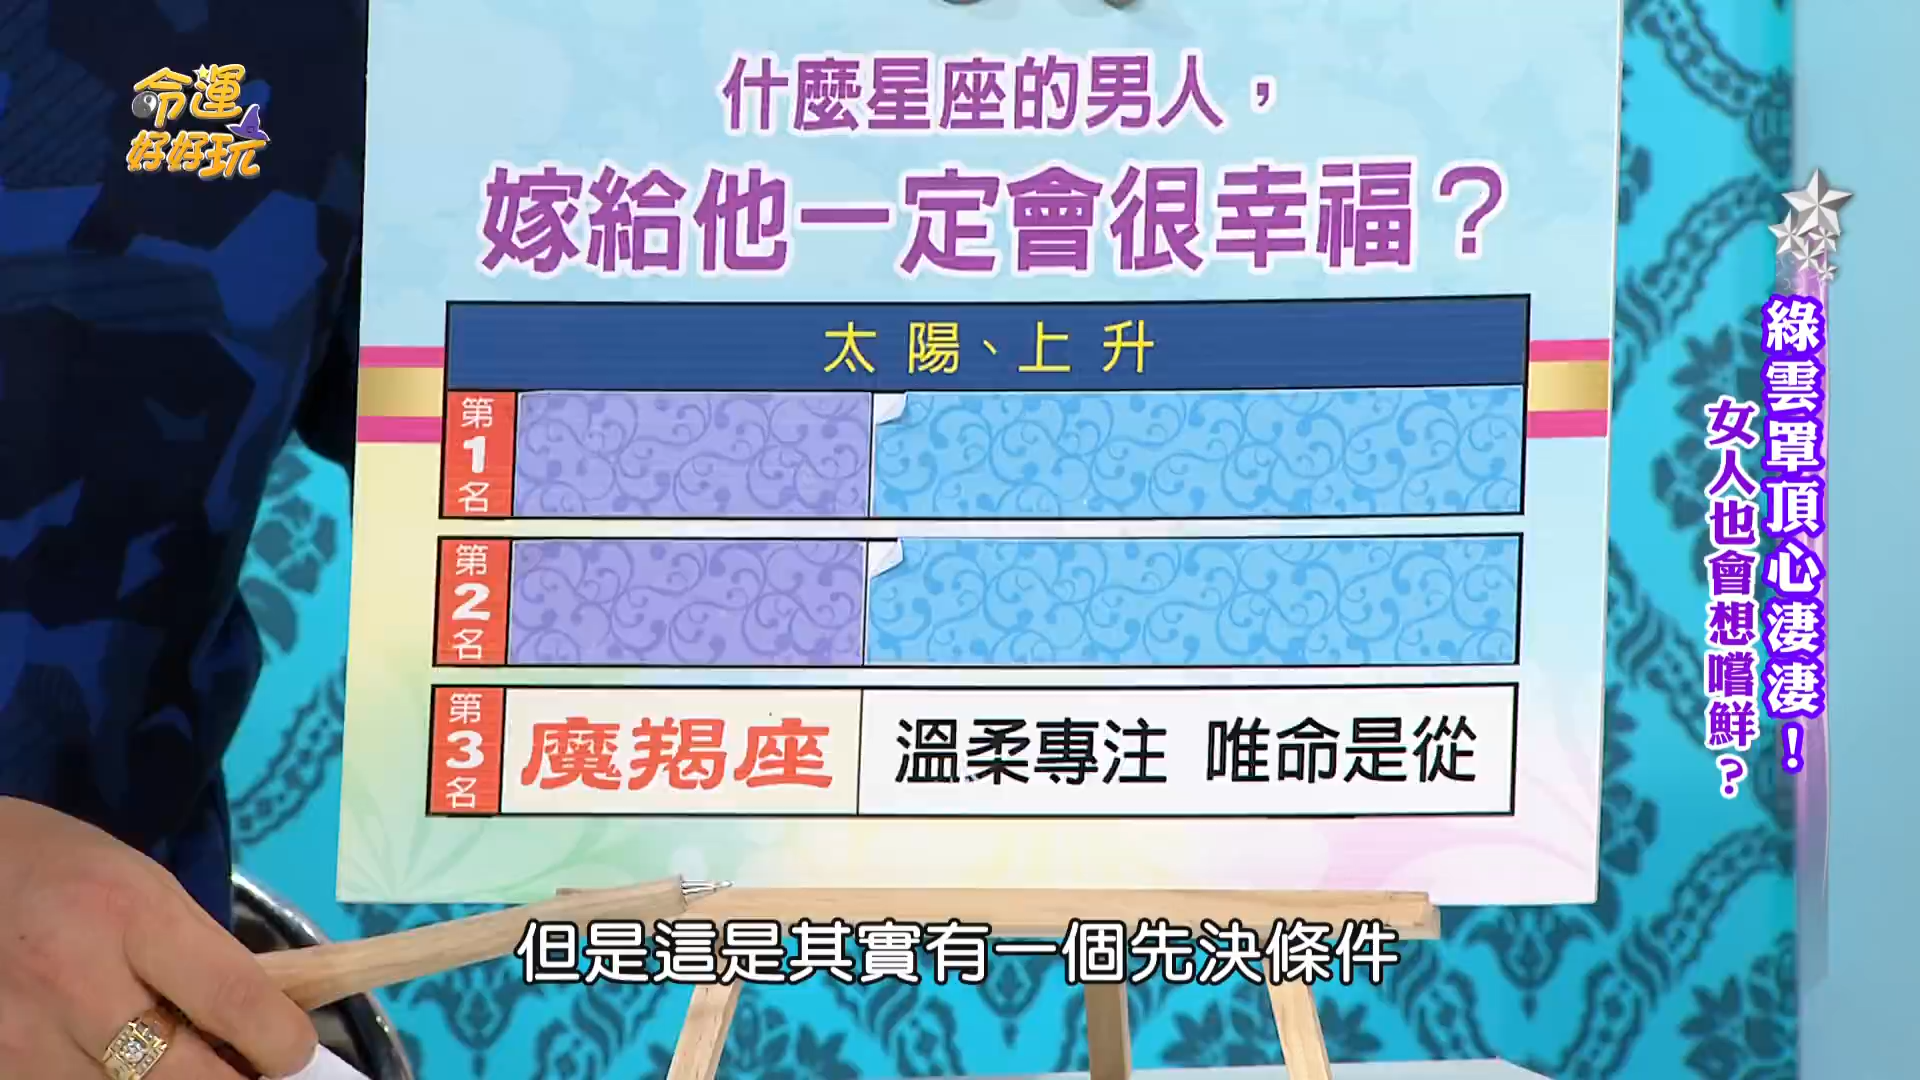 命運
好好玩
什麼星座的男人，
嫁給他一定會很幸福？
太陽、上升
第1名
第2名
第3名
魔羯座
溫柔專注 唯命是從
綠雲罩頂心淒淒！
女人也會想嚐鮮？
但是這是其實有一個先決條件